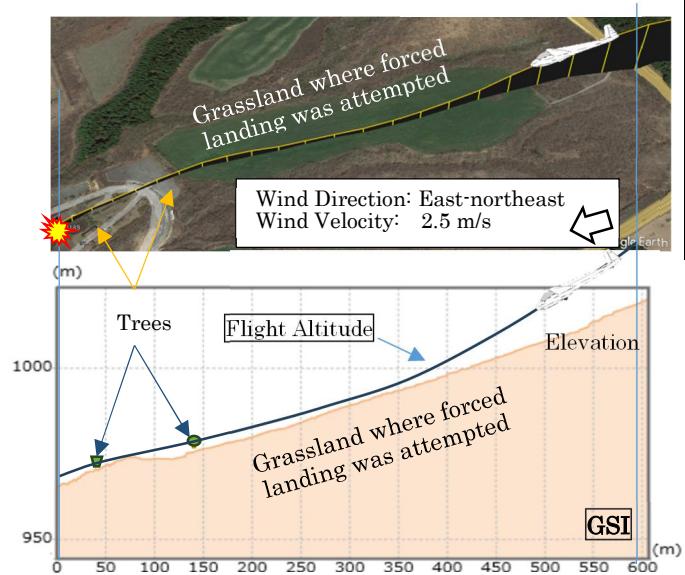 Grassland where forced
landing was attempted
Wind Direction: East-northeast
Wind Velocity: 2.5 m/s
gle Earth
(m)
Trees
Flight Altitude
Elevation
1000
Grassland where forced
landing was attempted
GSI
950
(m)
0 50 100 150 200 250 300 350 400 450 500 550 600